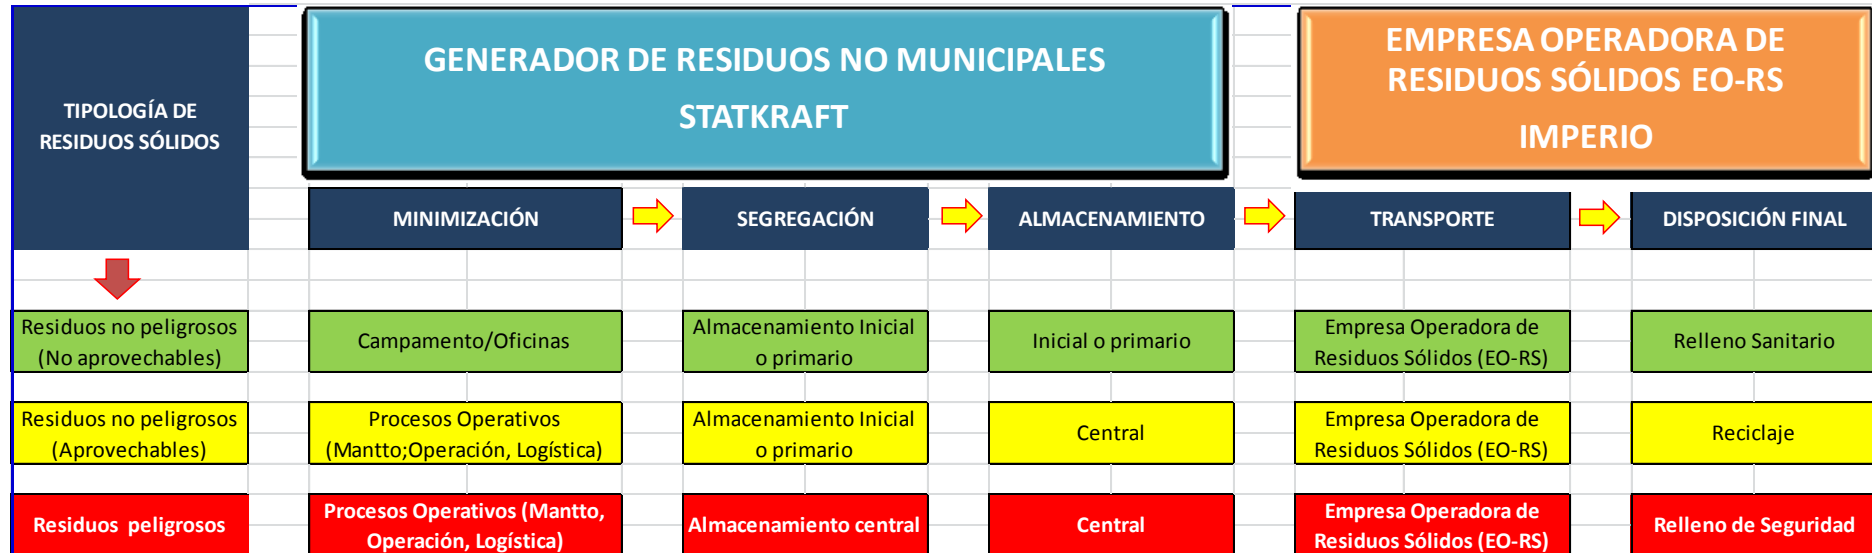 TIPOLOGÍA DE
RESIDUOS SÓLIDOS
GENERADOR DE RESIDUOS NO MUNICIPALES
STATKRAFT
EMPRESA OPERADORA DE
RESIDUOS SÓLIDOS EO-RS
IMPERIO
MINIMIZACIÓN
SEGREGACIÓN
ALMACENAMIENTO
TRANSPORTE
DISPOSICIÓN FINAL
Residuos no peligrosos
(No aprovechables)
Campamento/Oficinas
Almacenamiento Inicial
o primario
Inicial o primario
Empresa Operadora de
Residuos Sólidos (EO-RS)
Relleno Sanitario
Residuos no peligrosos
(Aprovechables)
Procesos Operativos
(Mantto;Operación, Logística)
Almacenamiento Inicial
o primario
Central
Empresa Operadora de
Residuos Sólidos (EO-RS)
Reciclaje
Residuos peligrosos
Procesos Operativos (Mantto,
Operación, Logística)
Almacenamiento central
Central
Empresa Operadora de
Residuos Sólidos (EO-RS)
Relleno de Seguridad